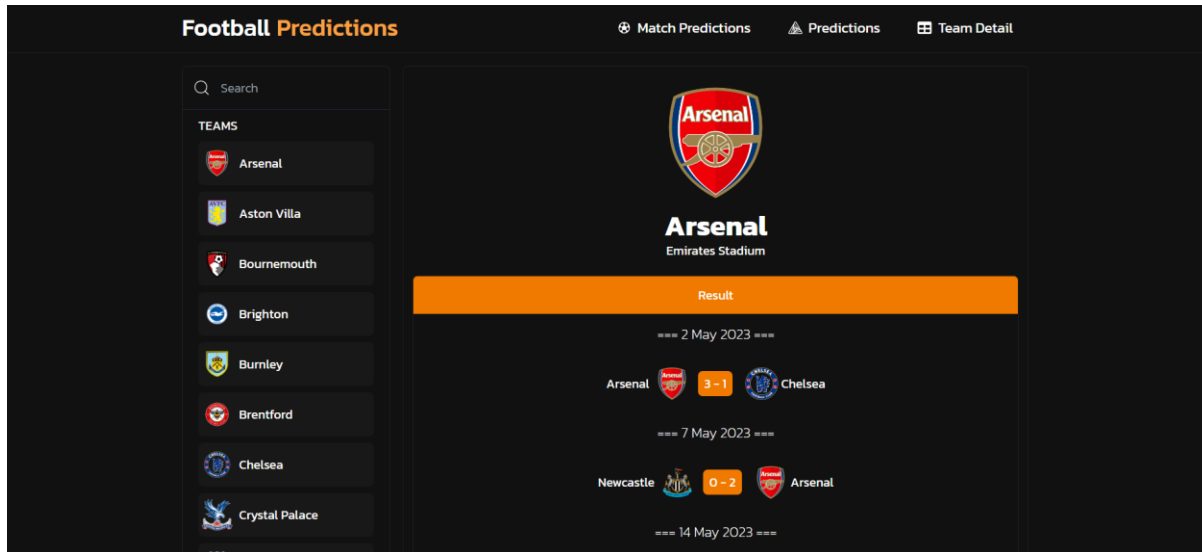 Football Predictions
Match Predictions
Predictions
Team Detail
Search
TEAMS
Arsenal
Aston Villa
Bournemouth
Brighton
Burnley
Brentford
Chelsea
Crystal Palace
Arsenal
Arsenal
Emirates Stadium
Result
=== 2 May 2023 ===
Arsenal 3 - 1 Chelsea
=== 7 May 2023 ===
Newcastle 0 - 2 Arsenal
=== 14 May 2023 ===